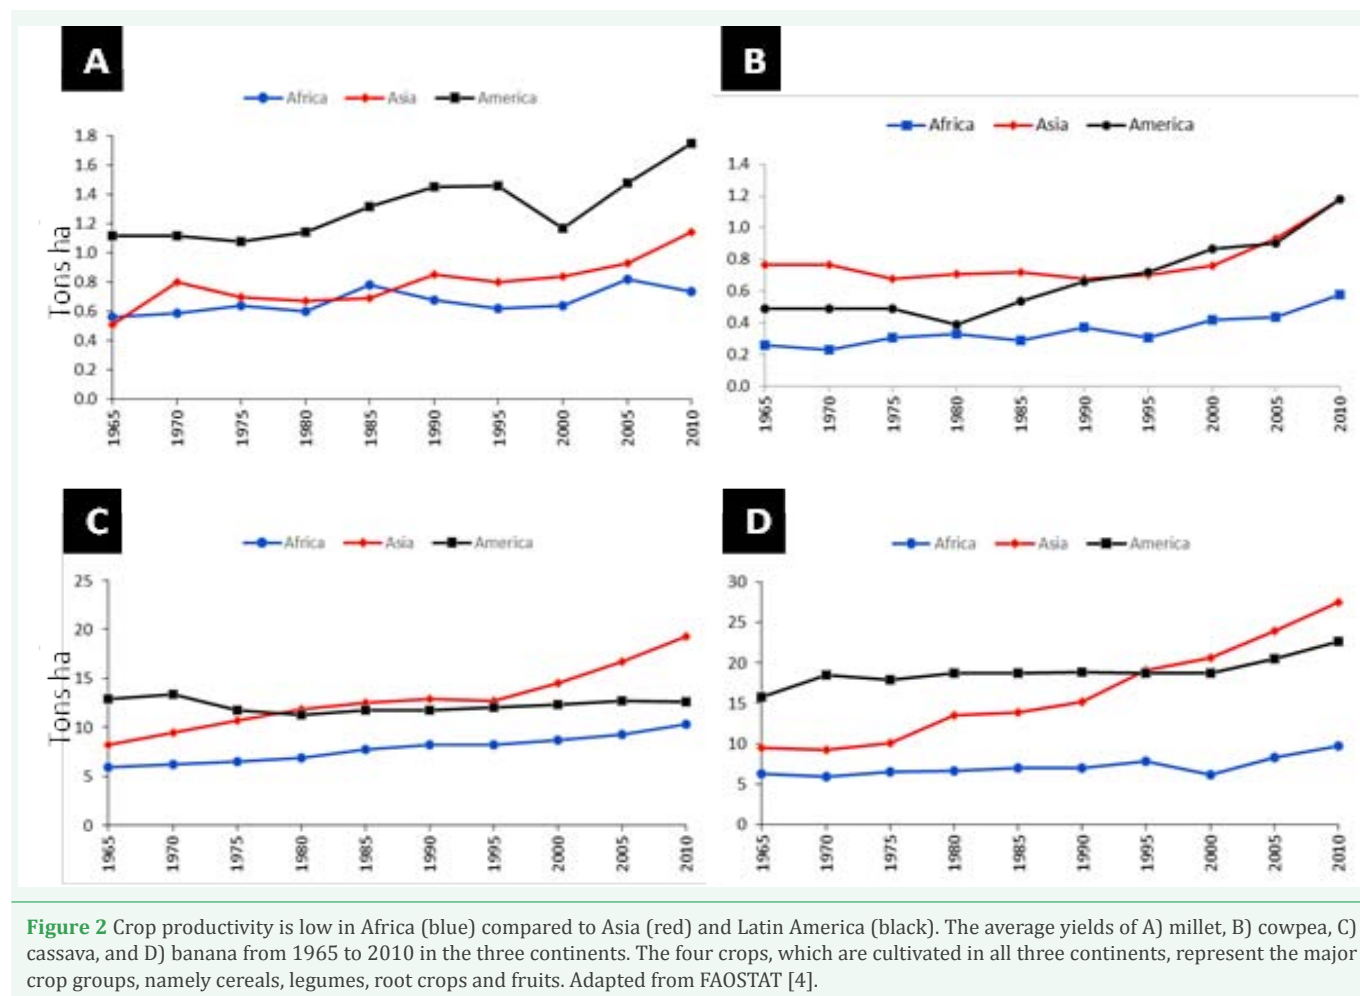 A
Africa Asia America
1.8
1.6
1.4
1.2
1.0
0.8
0.6
0.4
0.2
0.0
Tons ha
1965 1970 1975 1980 1985 1990 1995 2000 2005 2010
B
Africa Asia America
1.4
1.2
1.0
0.8
0.6
0.4
0.2
0.0
1965 1970 1975 1980 1985 1990 1995 2000 2005 2010
C
Africa Asia America
25
20
15
10
5
0
Tons ha
1965 1970 1975 1980 1985 1990 1995 2000 2005 2010
D
Africa Asia America
30
25
20
15
10
5
0
1965 1970 1975 1980 1985 1990 1995 2000 2005 2010
Figure 2 Crop productivity is low in Africa (blue) compared to Asia (red) and Latin America (black). The average yields of A) millet, B) cowpea, C)
cassava, and D) banana from 1965 to 2010 in the three continents. The four crops, which are cultivated in all three continents, represent the major
crop groups, namely cereals, legumes, root crops and fruits. Adapted from FAOSTAT [4].